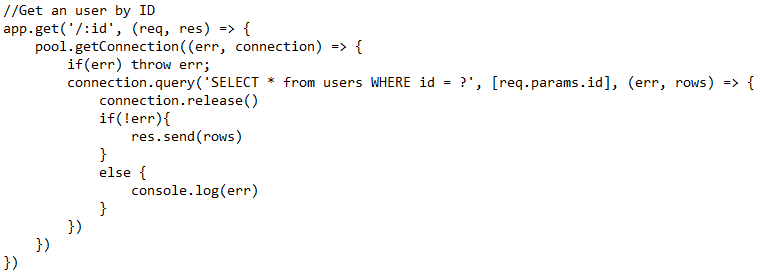 //Get an user by ID
app.get('/:id', (req, res) => {
    pool.getConnection((err, connection) => {
        if(err) throw err;
        connection.query('SELECT * from users WHERE id = ?', [req.params.id], (err, rows) => {
            connection.release()
            if(!err){
                res.send(rows)
            }
            else {
                console.log(err)
            }
        })
    })
})